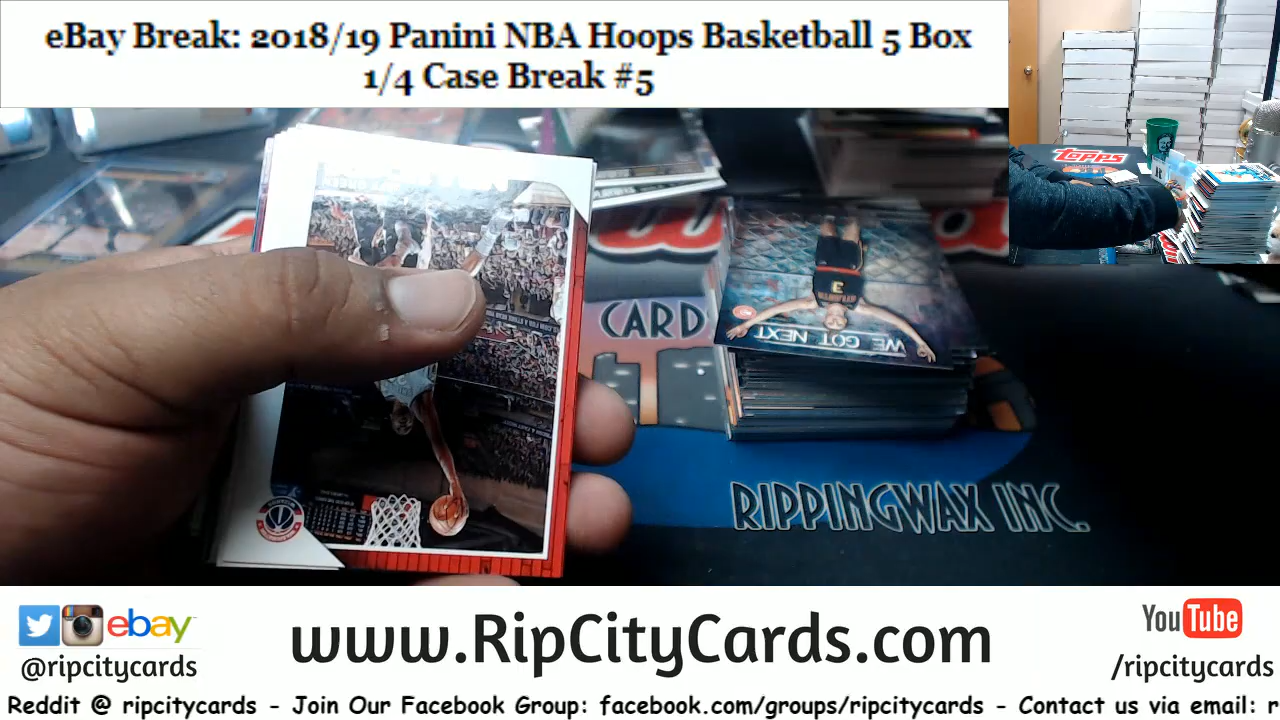 eBay Break: 2018/19 Panini NBA Hoops Basketball 5 Box
1/4 Case Break #5
TOPPS
CARD
3
WE GOT NEXT
RIPPINGWAX INC.
ebay
@ripcitycards
www.RipCityCards.com
YouTube
/ripcitycards
Reddit @ ripcitycards - Join Our Facebook Group: facebook.com/groups/ripcitycards - Contact us via email: r